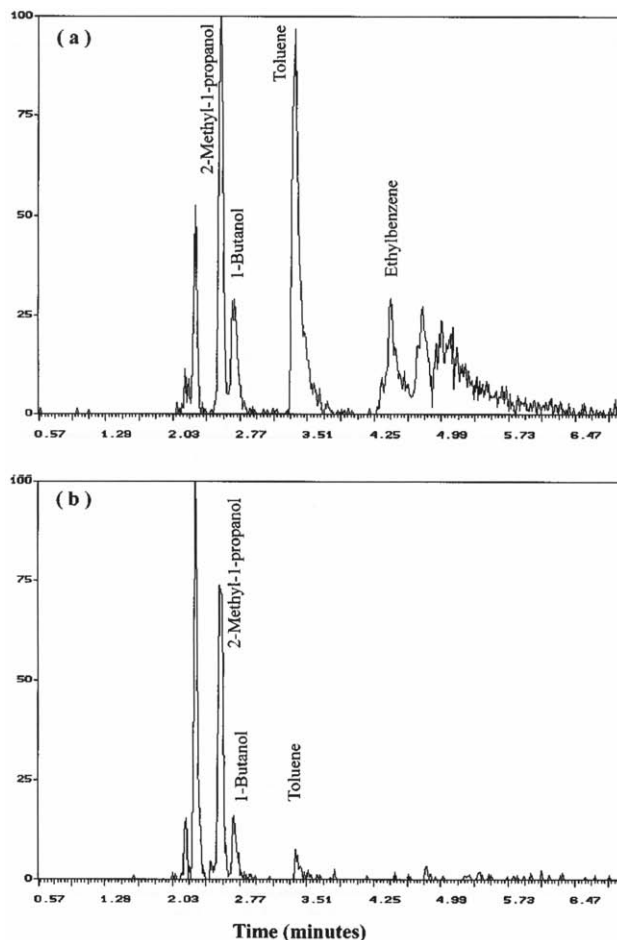 ( a )
2-Methyl-1-propanol
1-Butanol
Toluene
Ethylbenzene
100
75
50
25
0
0.57 1.29 2.03 2.77 3.51 4.25 4.99 5.73 6.47
( b )
2-Methyl-1-propanol
1-Butanol
Toluene
100
75
50
25
0
0.57 1.29 2.03 2.77 3.51 4.25 4.99 5.73 6.47
Time (minutes)